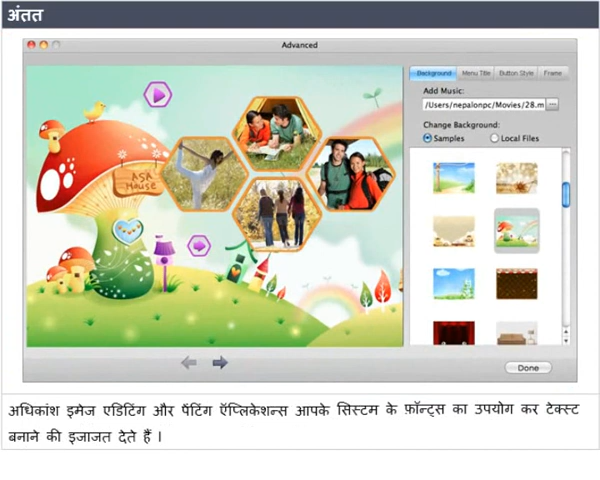 अंतत
Advanced
Background Menu Title Button Style Frame
Add Music:
/Users/nepalonpc/Movies/28.m ...
Change Background:
Samples Local Files
ASA
House
Done
अधिकांश इमेज एडिटिंग और पेंटिंग ऍप्लिकेशन्स आपके सिस्टम के फ़ॉन्ट्स का उपयोग कर टेक्स्ट
बनाने की इजाजत देते हैं ।